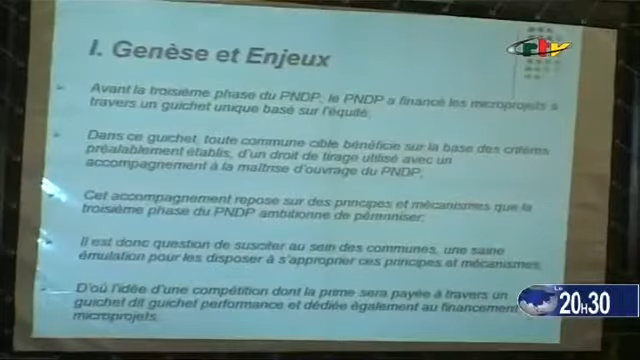 I. Genèse et Enjeux
crtv
Avant la troisième phase du PNDP, le PNDP a financé les microprojets à
travers un guichet unique basé sur l'équité;
Dans ce guichet, toute commune cible bénéficie sur la base des critères
préalablement établis, d'un droit de tirage utilisé avec un
accompagnement à la maîtrise d'ouvrage du PNDP;
Cet accompagnement repose sur des principes et mécanismes que la
troisième phase du PNDP ambitionne de pérenniser;
Il est donc question de susciter au sein des communes, une saine
émulation pour les disposer à s'approprier ces principes et mécanismes.
D'où l'idée d'une compétition dont la prime sera payée à travers un
guichet dit guichet performance et dédiée également au financement
microprojets.
Le
20H30